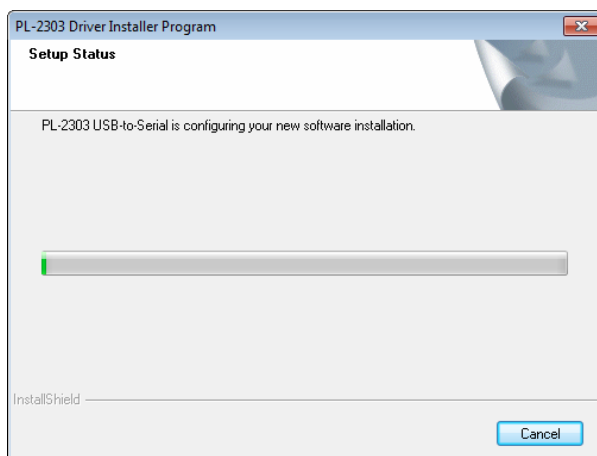 PL-2303 Driver Installer Program
Setup Status
PL-2303 USB-to-Serial is configuring your new software installation.
InstallShield
Cancel